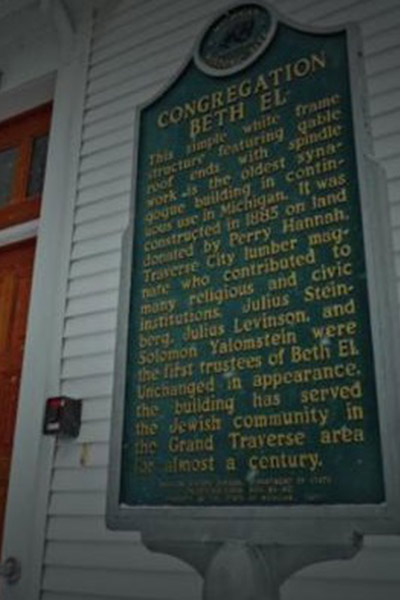 CONGREGATION
BETH EL
This simple white frame
structure featuring gable
roof ends with spindle
work is the oldest syna-
gogue building in contin-
uous use in Michigan. It was
constructed in 1885 on land
donated by Perry Hannah,
Traverse City lumber mag-
nate who contributed to
many religious and civic
institutions. Julius Stein-
berg, Julius Levinson, and
Solomon Yalomstein were
the first trustees of Beth El.
Unchanged in appearance,
the building has served
the Jewish community in
the Grand Traverse area
for almost a century.